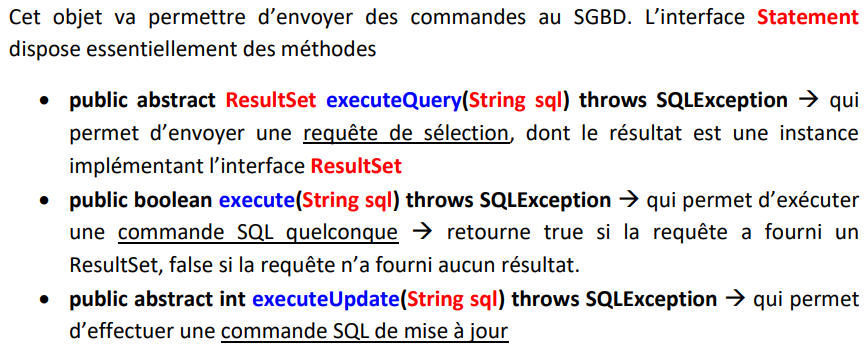 Cet objet va permettre d’envoyer des commandes au SGBD. L’interface Statement
dispose essentiellement des méthodes
• public abstract ResultSet executeQuery(String sql) throws SQLException → qui
permet d’envoyer une requête de sélection, dont le résultat est une instance
implémentant l’interface ResultSet
• public boolean execute(String sql) throws SQLException → qui permet d’exécuter
une commande SQL quelconque → retourne true si la requête a fourni un
ResultSet, false si la requête n’a fourni aucun résultat.
• public abstract int executeUpdate(String sql) throws SQLException → qui permet
d’effectuer une commande SQL de mise à jour